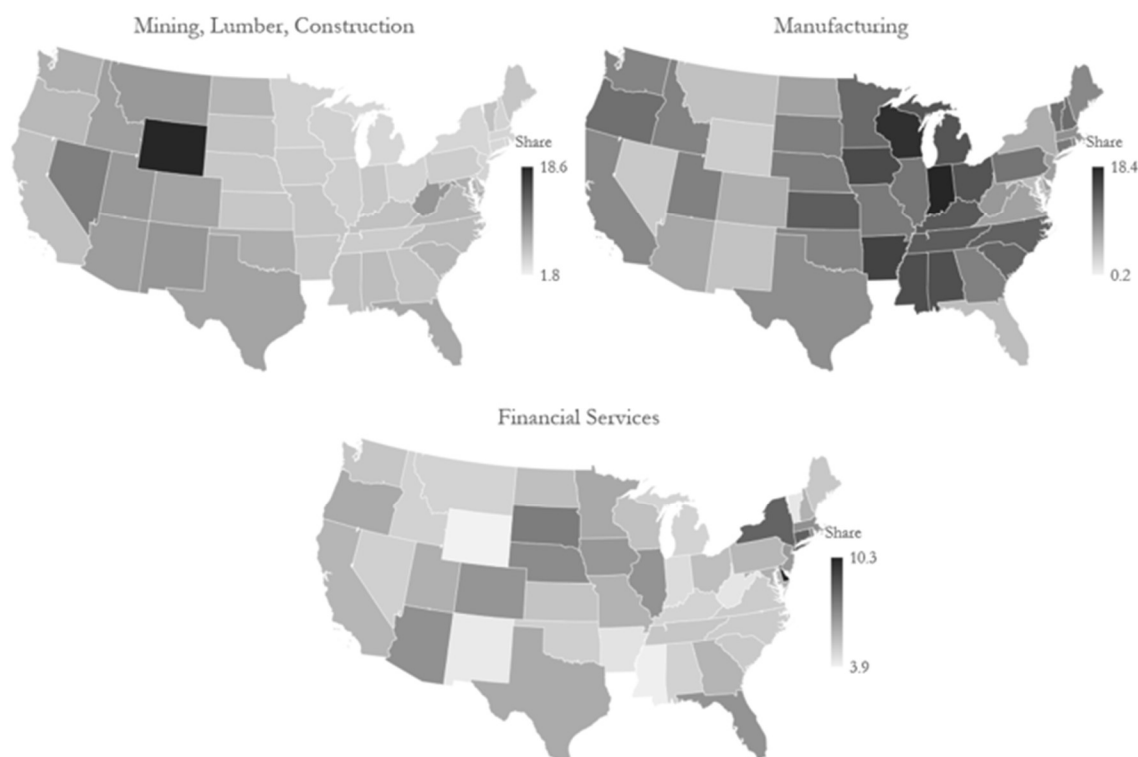 Mining, Lumber, Construction
Manufacturing
Share
18.6
1.8
Share
18.4
0.2
Financial Services
Share
10.3
3.9